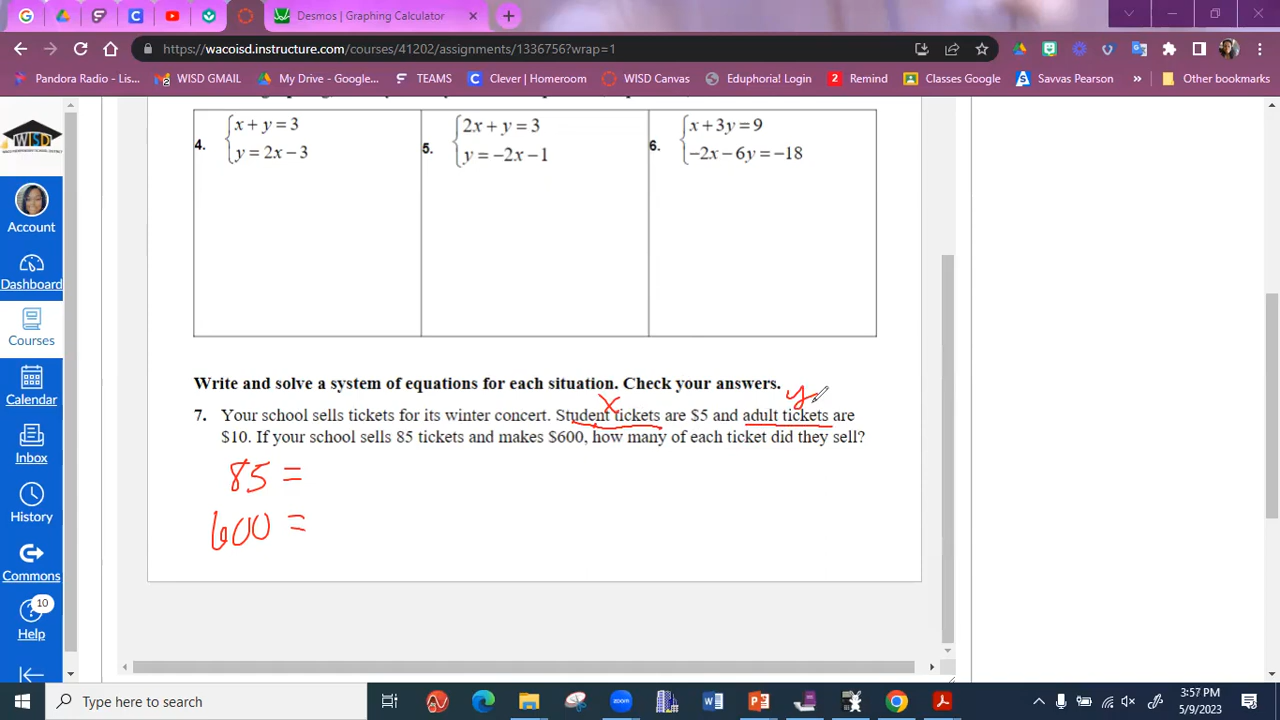 Desmos | Graphing Calculator
https://wacoisd.instructure.com/courses/41202/assignments/1336756?wrap=1
Pandora Radio - Lis... WISD GMAIL My Drive - Google... TEAMS Clever | Homeroom WISD Canvas Eduphoria! Login 2 Remind Classes Google Savvas Pearson » Other bookmarks
WISD
Account
Dashboard
Courses
Calendar
Inbox
History
Commons
10
Help
4. x + y = 3
y = 2x − 3
5. 2x + y = 3
y = −2x − 1
6. x + 3y = 9
−2x − 6y = −18
Write and solve a system of equations for each situation. Check your answers.
x y
7. Your school sells tickets for its winter concert. Student tickets are $5 and adult tickets are
$10. If your school sells 85 tickets and makes $600, how many of each ticket did they sell?
85 =
600 =
Type here to search
3:57 PM
5/9/2023